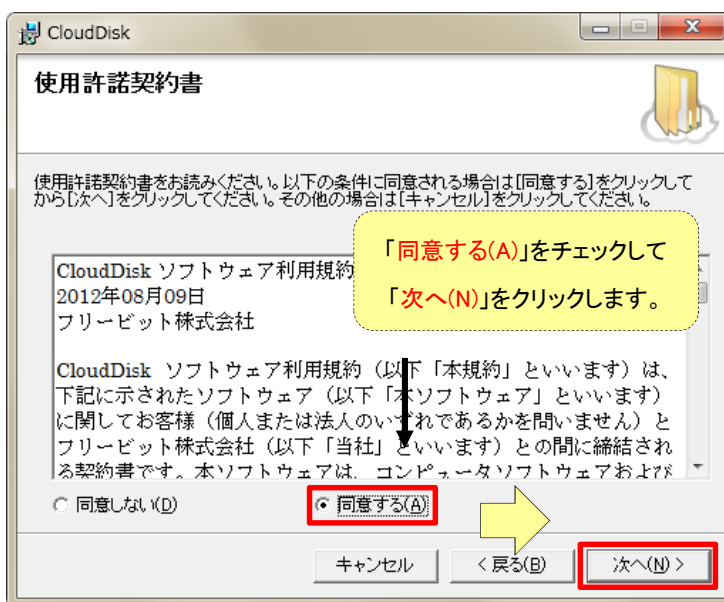 CloudDisk
使用許諾契約書
使用許諾契約書をお読みください。以下の条件に同意される場合は[同意する]をクリックして
から[次へ]をクリックしてください。その他の場合は[キャンセル]をクリックしてください。
「同意する(A)」をチェックして
「次へ(N)」をクリックします。
CloudDisk ソフトウェア利用規約
2012年08月09日
フリービット株式会社
CloudDisk ソフトウェア利用規約（以下「本規約」といいます）は、
下記に示されたソフトウェア（以下「本ソフトウェア」といいます）
に関してお客様（個人または法人のいずれであるかを問いません）と
フリービット株式会社（以下「当社」といいます）との間に締結され
る契約書です。本ソフトウェアは、コンピュータソフトウェアおよび
同意しない(D)
同意する(A)
キャンセル
< 戻る(B)
次へ(N) >